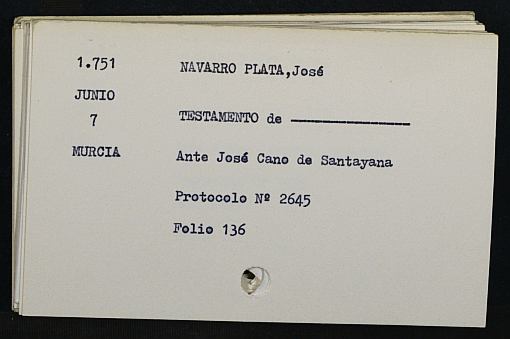 1.751
NAVARRO PLATA,José
JUNIO
7
TESTAMENTO de ----------------
MURCIA
Ante José Cano de Santayana
Protocolo Nº 2645
Folio 136